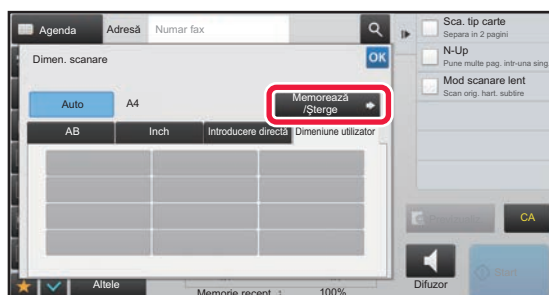 Agenda
Adresă
Numar fax
Sca. tip carte
Separa in 2 pagini
Dimen. scanare
OK
N-Up
Pune multe pag. intr-una sing.
Mod scanare lent
Scan orig. hart. subtire
Auto
A4
Memorează
/Șterge
AB
Inch
Introducere directă
Dimeniune utilizator
CA
Start
Altele
Memorie recept. :
100%
Difuzor